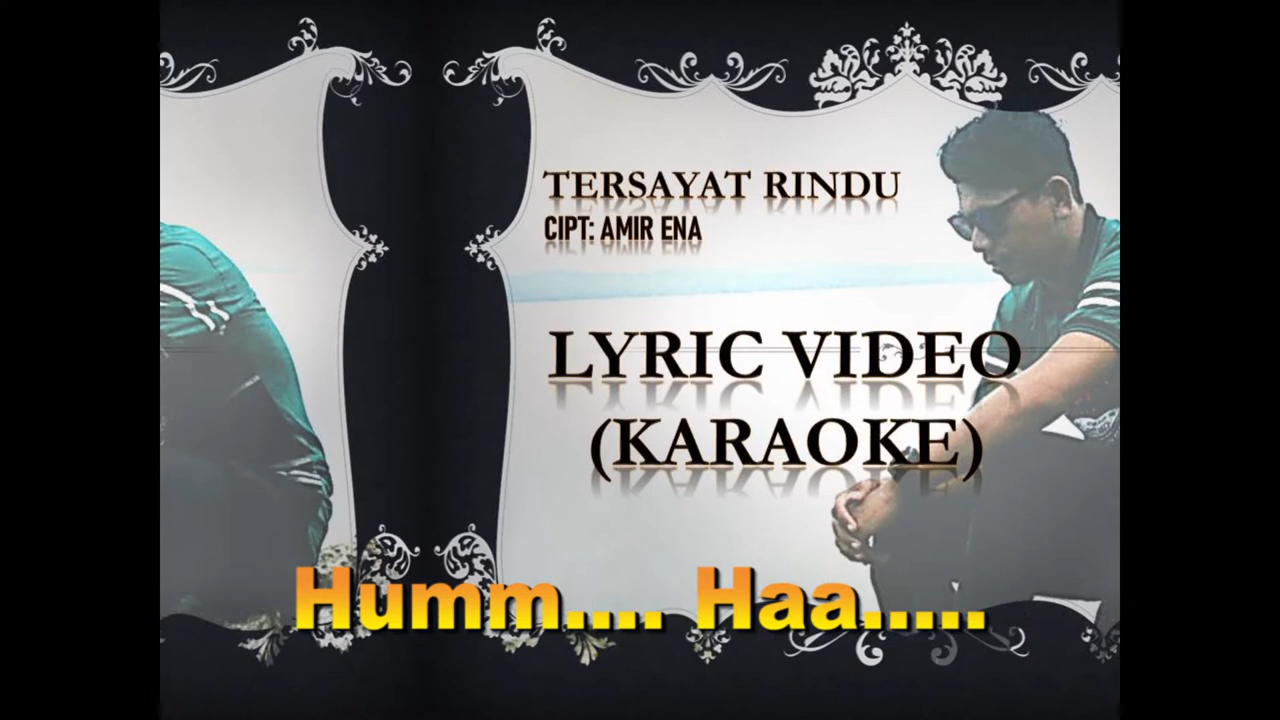 TERSAYAT RINDU
CIPT: AMIR ENA
LYRIC VIDEO
(KARAOKE)
Humm.... Haa.....